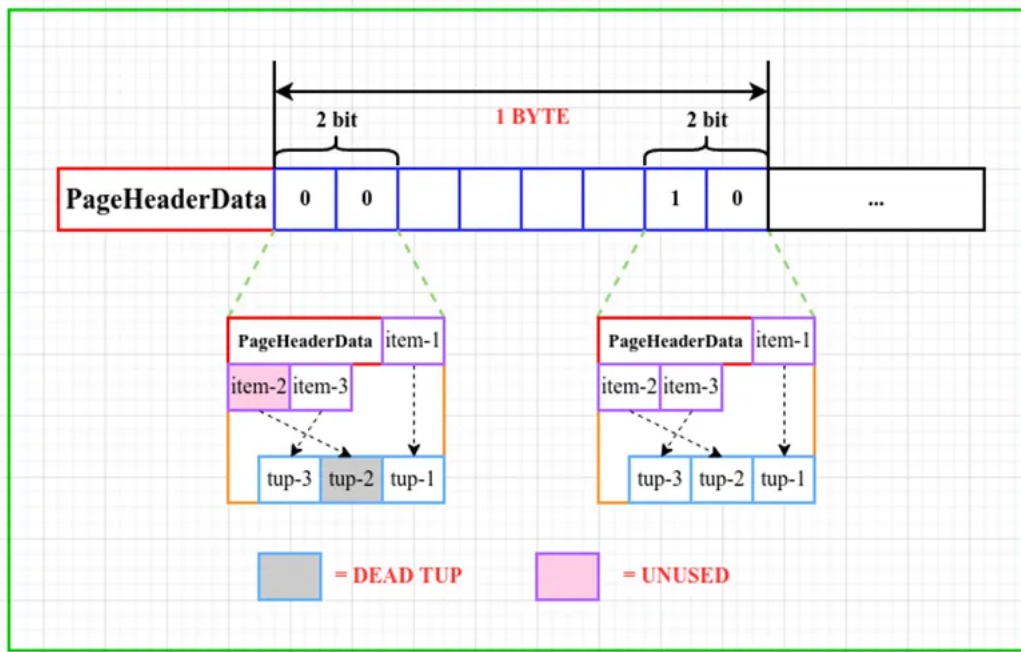 2 bit
1 BYTE
2 bit
PageHeaderData 0 0 1 0 ...
PageHeaderData item-1
item-2 item-3
tup-3 tup-2 tup-1
PageHeaderData item-1
item-2 item-3
tup-3 tup-2 tup-1
= DEAD TUP
= UNUSED